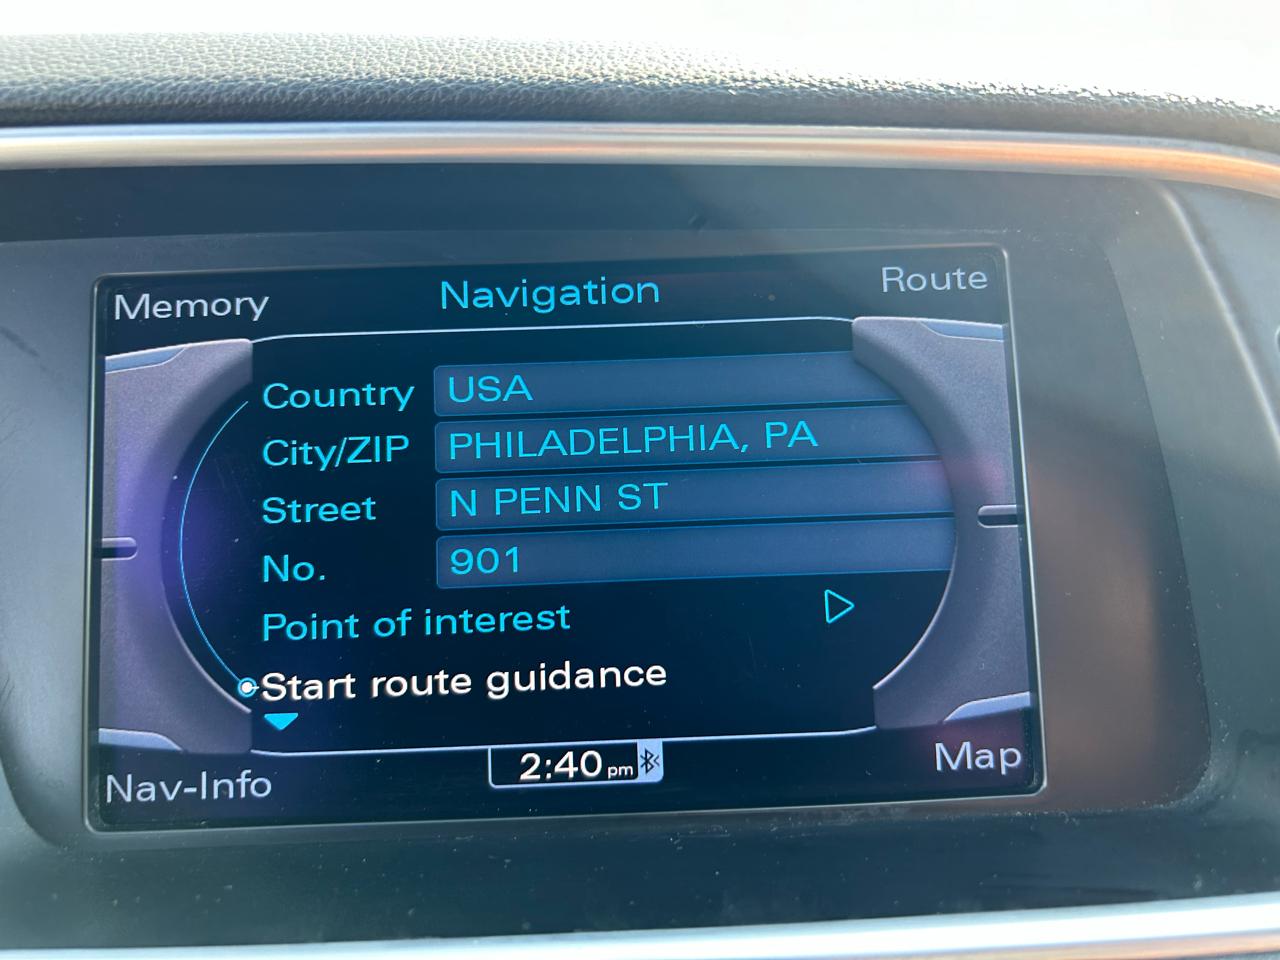 Memory Navigation Route
Country USA
City/ZIP PHILADELPHIA, PA
Street N PENN ST
No. 901
Point of interest
Start route guidance
Nav-Info 2:40 pm Map